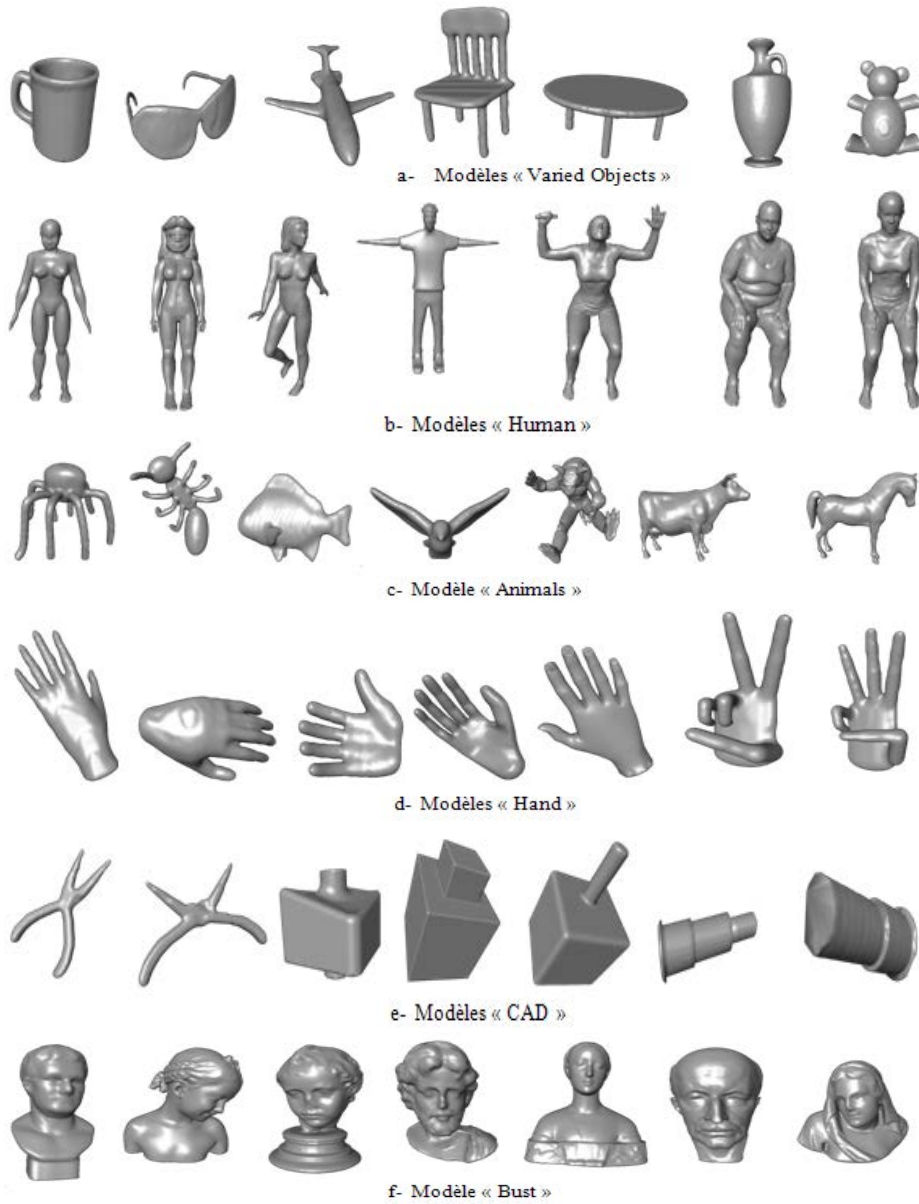 a- Modèles « Varied Objects »
b- Modèles « Human »
c- Modèle « Animals »
d- Modèles « Hand »
e- Modèles « CAD »
f- Modèle « Bust »